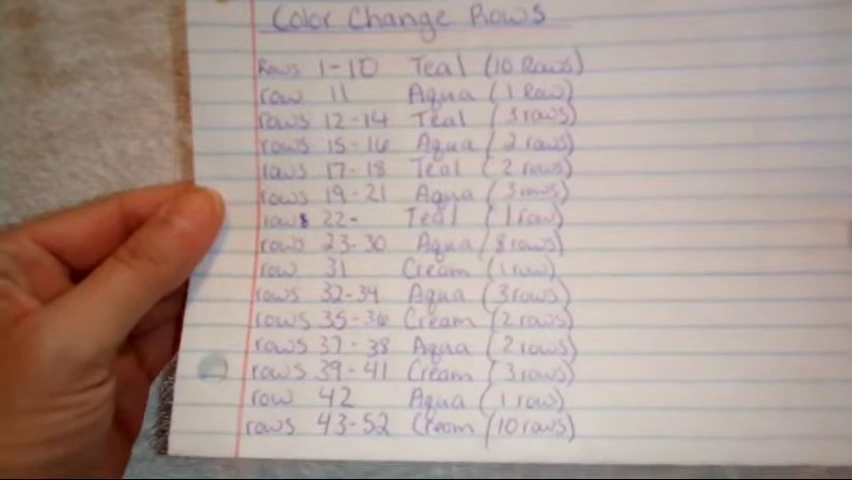 Color Change Rows
Rows 1-10 Teal (10 Rows)
row 11 Aqua (1 Row)
rows 12-14 Teal (3 rows)
rows 15-16 Aqua (2 rows)
rows 17-18 Teal (2 rows)
rows 19-21 Aqua (3 rows)
rows 22- Teal (1 row)
rows 23-30 Aqua (8 rows)
row 31 Cream (1 row)
rows 32-34 Aqua (3 rows)
rows 35-36 Cream (2 rows)
rows 37-38 Aqua (2 rows)
rows 39-41 Cream (3 rows)
row 42 Aqua (1 row)
rows 43-52 Cream (10 rows)